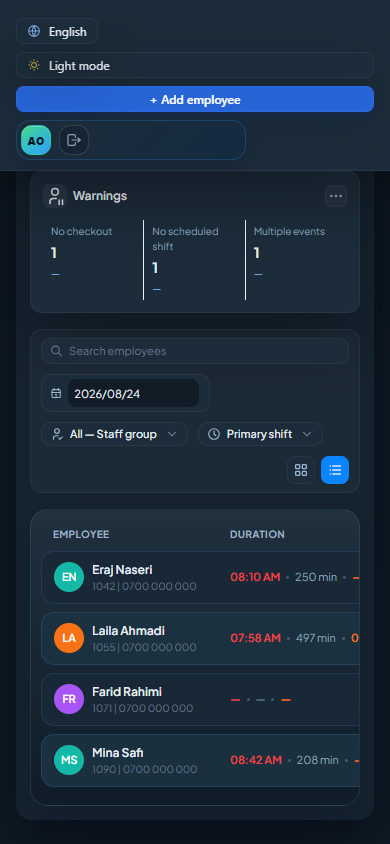 English
Light mode
+ Add employee
AO
Warnings
No checkout
1
—
No scheduled
shift
1
—
Multiple events
1
—
Search employees
2026/08/24
All — Staff group
Primary shift
EMPLOYEE DURATION
EN Eraj Naseri 08:10 AM • 250 min •
1042 | 0700 000 000
LA Laila Ahmadi 07:58 AM • 497 min •
1055 | 0700 000 000
FR Farid Rahimi — • — • —
1071 | 0700 000 000
MS Mina Safi 08:42 AM • 208 min •
1090 | 0700 000 000